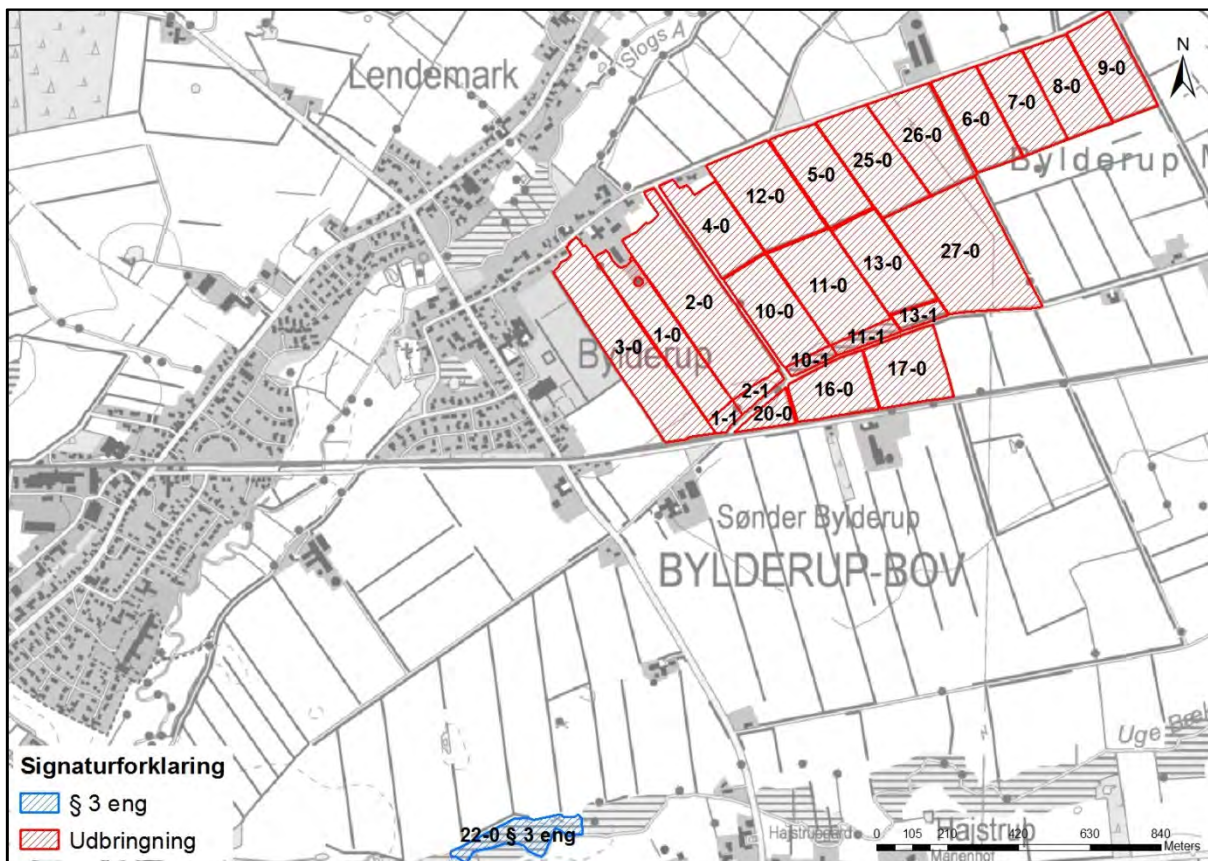 Slogs A
Lendemark
N
9-0
8-0
7-0
6-0
26-0
25-0
5-0
12-0
4-0
Bylderup M
27-0
13-0
11-0
10-0
2-0
1-0
3-0
Bylderup
13-1
11-1
10-1
2-1
1-1
20-0
16-0
17-0
Sønder Bylderup
BYLDERUP-BOV
Uge Bæk
Signaturforklaring
§ 3 eng
Udbringning
22-0 § 3 eng
Hajstrupgård
Hajstrup
0 105 210 420 630 840
Meters